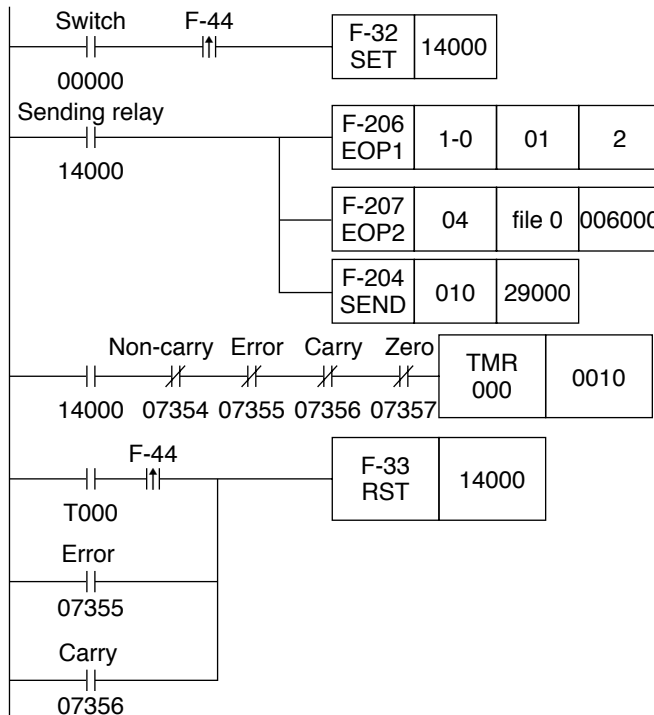 Switch F-44
F-32
SET 14000
00000
Sending relay
F-206
EOP1 1-0 01 2
14000
F-207
EOP2 04 file 0 006000
F-204
SEND 010 29000
Non-carry Error Carry Zero
TMR
000 0010
14000 07354 07355 07356 07357
F-44
F-33
RST 14000
T000
Error
07355
Carry
07356